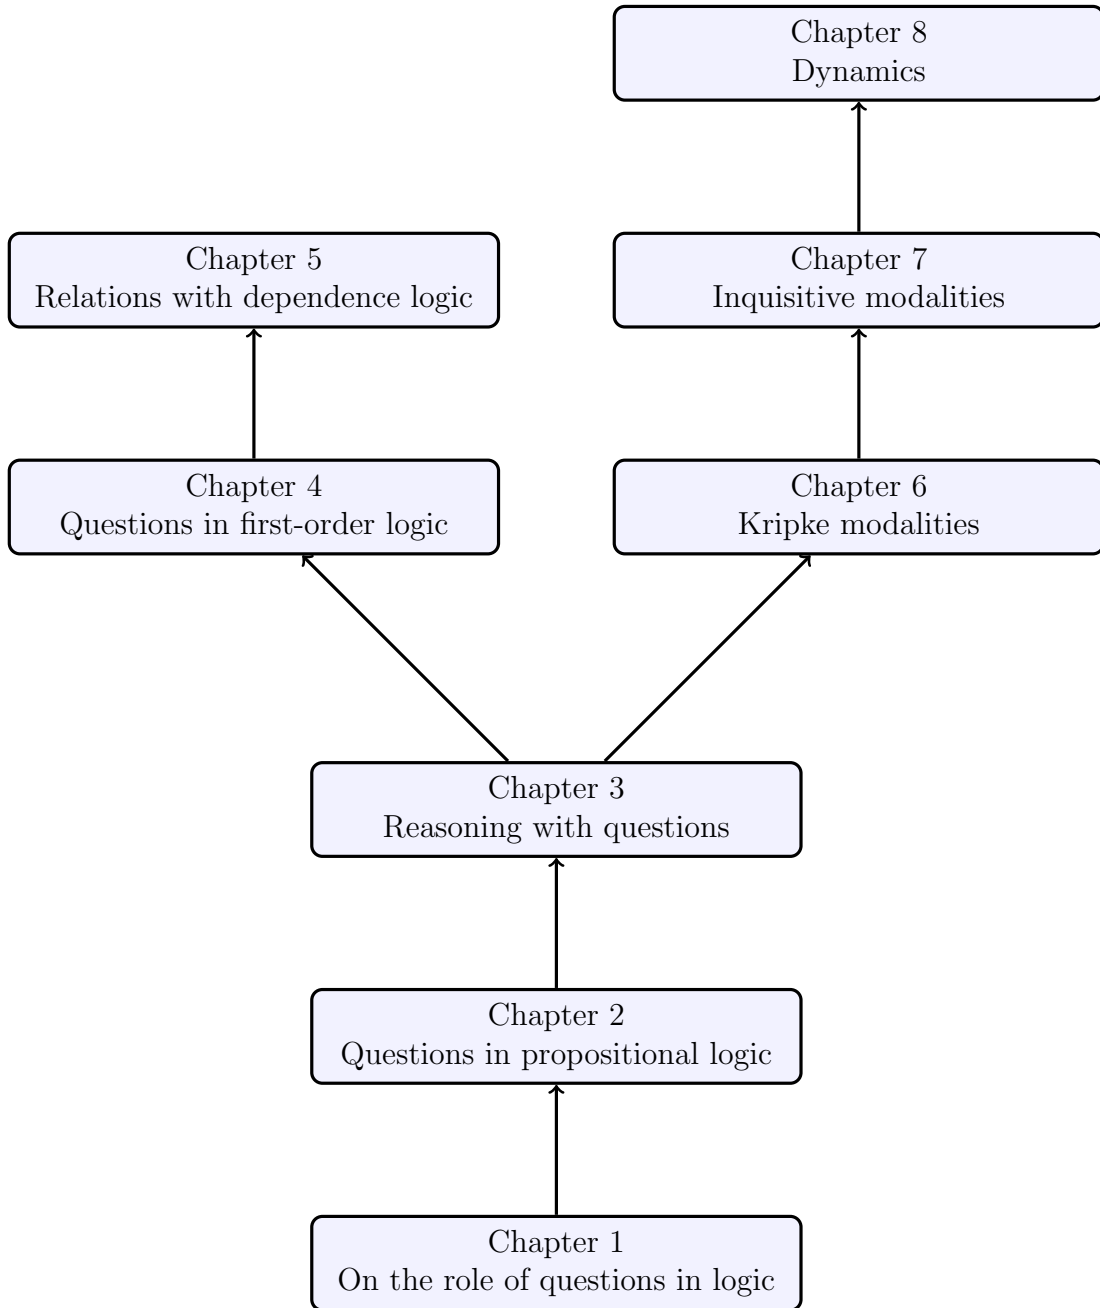 Chapter 8
Dynamics
Chapter 5
Relations with dependence logic
Chapter 7
Inquisitive modalities
Chapter 4
Questions in first-order logic
Chapter 6
Kripke modalities
Chapter 3
Reasoning with questions
Chapter 2
Questions in propositional logic
Chapter 1
On the role of questions in logic